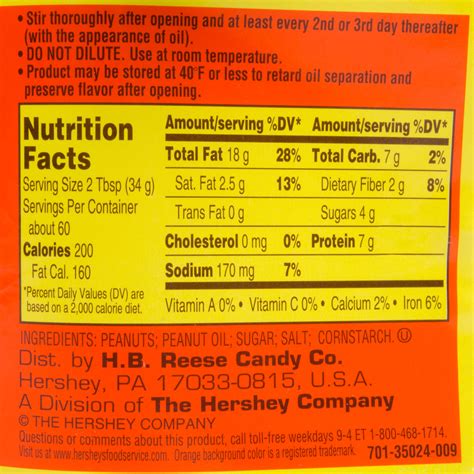 • Stir thoroughly after opening and at least every 2nd or 3rd day thereafter
(with the appearance of oil).
• DO NOT DILUTE. Use at room temperature.
• Product may be stored at 40°F or less to retard oil separation and
preserve flavor after opening.
Nutrition
Facts
Serving Size 2 Tbsp (34 g)
Servings Per Container
about 60
Calories 200
Fat Cal. 160
*Percent Daily Values (DV) are
based on a 2,000 calorie diet.
Amount/serving %DV* Amount/serving %DV*
Total Fat 18 g 28% Total Carb. 7 g 2%
Sat. Fat 2.5 g 13% Dietary Fiber 2 g 8%
Trans Fat 0 g Sugars 4 g
Cholesterol 0 mg 0% Protein 7 g
Sodium 170 mg 7%
Vitamin A 0% • Vitamin C 0% • Calcium 2% • Iron 6%
INGREDIENTS: PEANUTS; PEANUT OIL; SUGAR; SALT; CORNSTARCH. Ⓤ
Dist. by H.B. Reese Candy Co.
Hershey, PA 17033-0815, U.S.A.
A Division of The Hershey Company
© THE HERSHEY COMPANY
Questions or comments about this product, call toll-free weekdays 9-4 ET 1-800-468-1714.
Visit us at www.hersheysfoodservice.com. Orange background color is a registered trademark. 701-35024-009